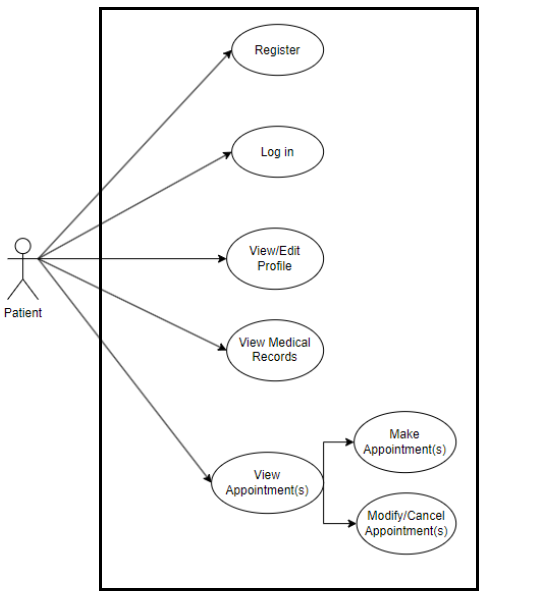 Register
Log in
View/Edit
Profile
Patient
View Medical
Records
Make
Appointment(s)
View
Appointment(s)
Modify/Cancel
Appointment(s)